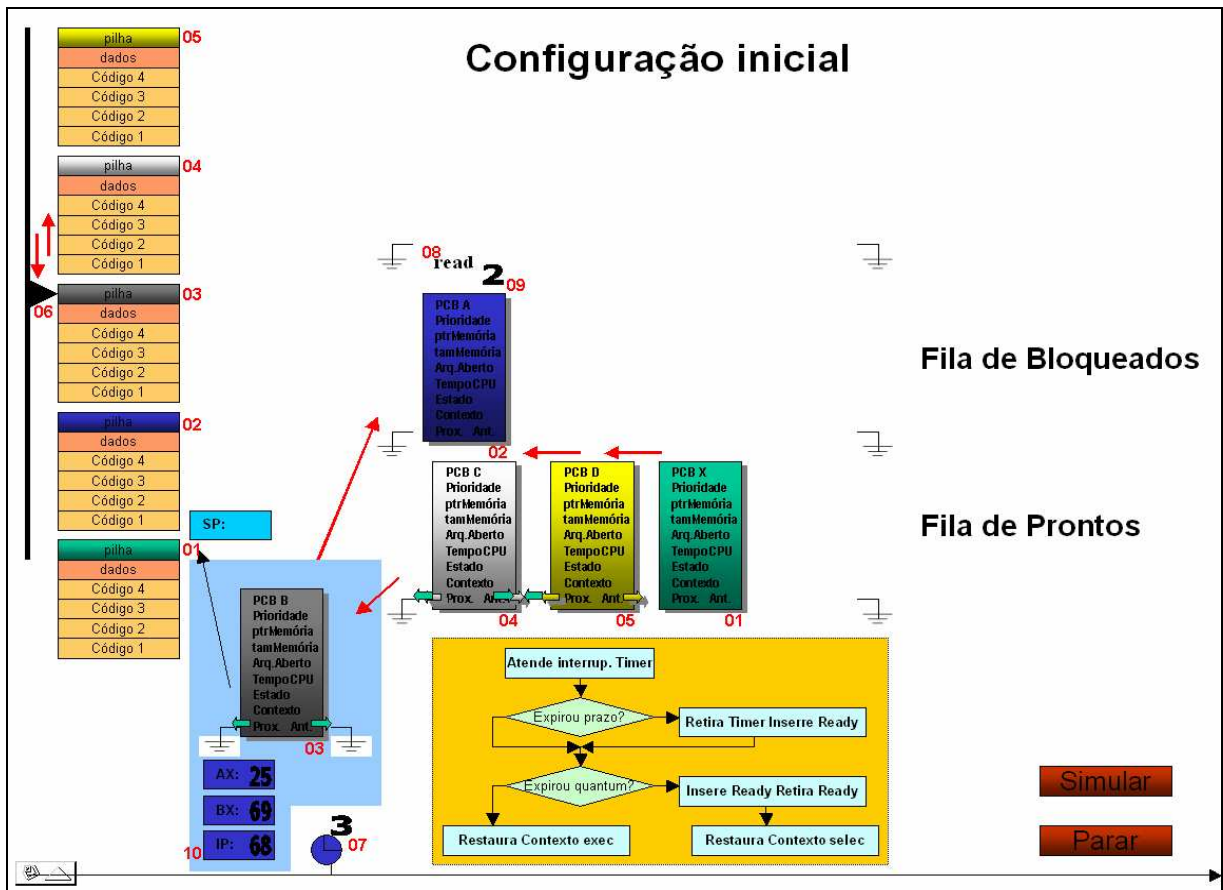 Configuração inicial
pilha
05
dados
Código 4
Código 3
Código 2
Código 1
pilha
04
dados
Código 4
Código 3
Código 2
Código 1
pilha
03
06
dados
Código 4
Código 3
Código 2
Código 1
pilha
02
dados
Código 4
Código 3
Código 2
Código 1
pilha
01
dados
Código 4
Código 3
Código 2
Código 1
08
read
2
09
PCB A
Prioridade
ptrMemória
tamMemória
Arq.Aberto
TempoCPU
Estado
Contexto
Prox. Ant.
02
Fila de Bloqueados
PCB C
Prioridade
ptrMemória
tamMemória
Arq.Aberto
TempoCPU
Estado
Contexto
Prox. Ant.
04
PCB D
Prioridade
ptrMemória
tamMemória
Arq.Aberto
TempoCPU
Estado
Contexto
Prox. Ant.
05
PCB X
Prioridade
ptrMemória
tamMemória
Arq.Aberto
TempoCPU
Estado
Contexto
Prox. Ant.
01
Fila de Prontos
SP:
PCB B
Prioridade
ptrMemória
tamMemória
Arq.Aberto
TempoCPU
Estado
Contexto
Prox. Ant.
03
AX: 25
BX: 69
IP: 68
10
3
07
Atende interrup. Timer
Expirou prazo?
Retira Timer Inserre Ready
Expirou quantum?
Insere Ready Retira Ready
Restaura Contexto exec
Restaura Contexto selec
Simular
Parar